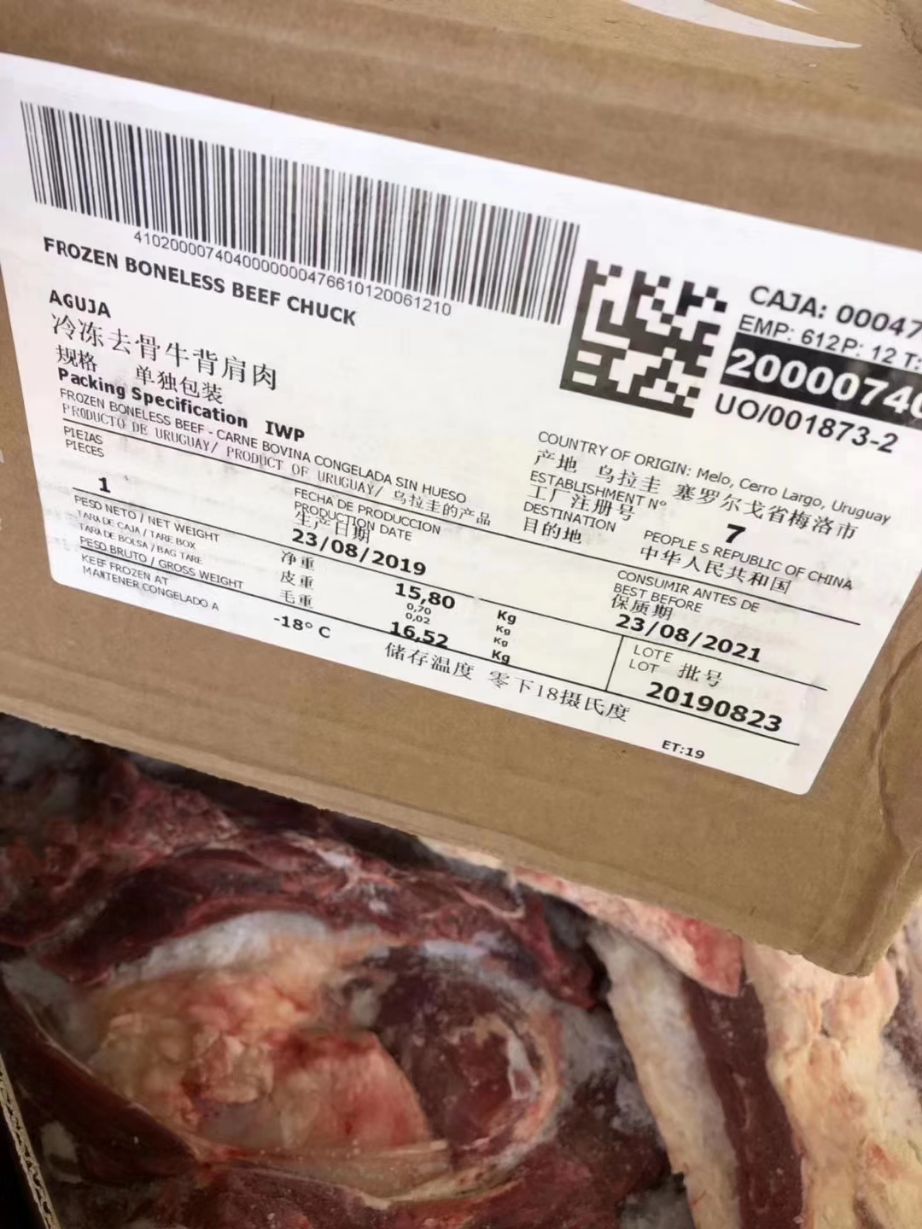 4102000074040000000476610120061210
FROZEN BONELESS BEEF CHUCK
AGUJA
冷冻去骨牛背肩肉
规格 单独包装
Packing Specification IWP
FROZEN BONELESS BEEF - CARNE BOVINA CONGELADA SIN HUESO
PRODUCTO DE URUGUAY/ PRODUCT OF URUGUAY/ 乌拉圭的产品
PIEZAS
PIECES
1
FECHA DE PRODUCCION
PRODUCTION DATE
生产日期
23/08/2019
PESO NETO / NET WEIGHT 净重 15,80 Kg
TARA DE CAJA / TARE BOX 皮重 0,70 Kg
TARA DE BOLSA / BAG TARE 0,02 Kg
PESO BRUTO / GROSS WEIGHT 毛重 16,52 Kg
KEEP FROZEN AT
MANTENER CONGELADO A
-18° C 储存温度 零下18摄氏度
CAJA: 00047
EMP: 612P: 12 T:
20000740
UO/001873-2
COUNTRY OF ORIGIN: Melo, Cerro Largo, Uruguay
产地 乌拉圭 塞罗尔戈省梅洛市
ESTABLISHMENT Nº
工厂注册号 7
DESTINATION PEOPLE S REPUBLIC OF CHINA
目的地 中华人民共和国
CONSUMIR ANTES DE
BEST BEFORE
保质期
23/08/2021
LOTE
LOT 批号
20190823
ET:19